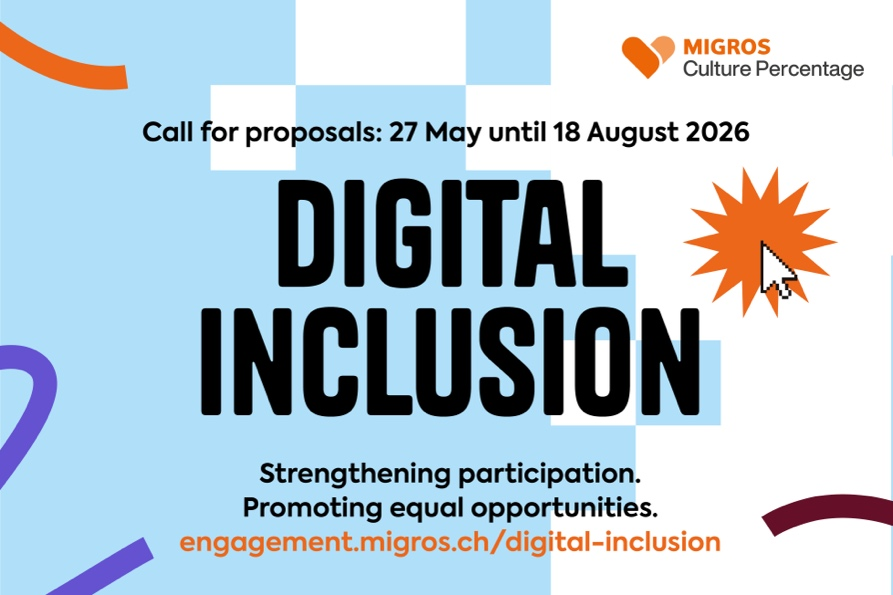 MIGROS
Culture Percentage
Call for proposals: 27 May until 18 August 2026
DIGITAL
INCLUSION
Strengthening participation.
Promoting equal opportunities.
engagement.migros.ch/digital-inclusion